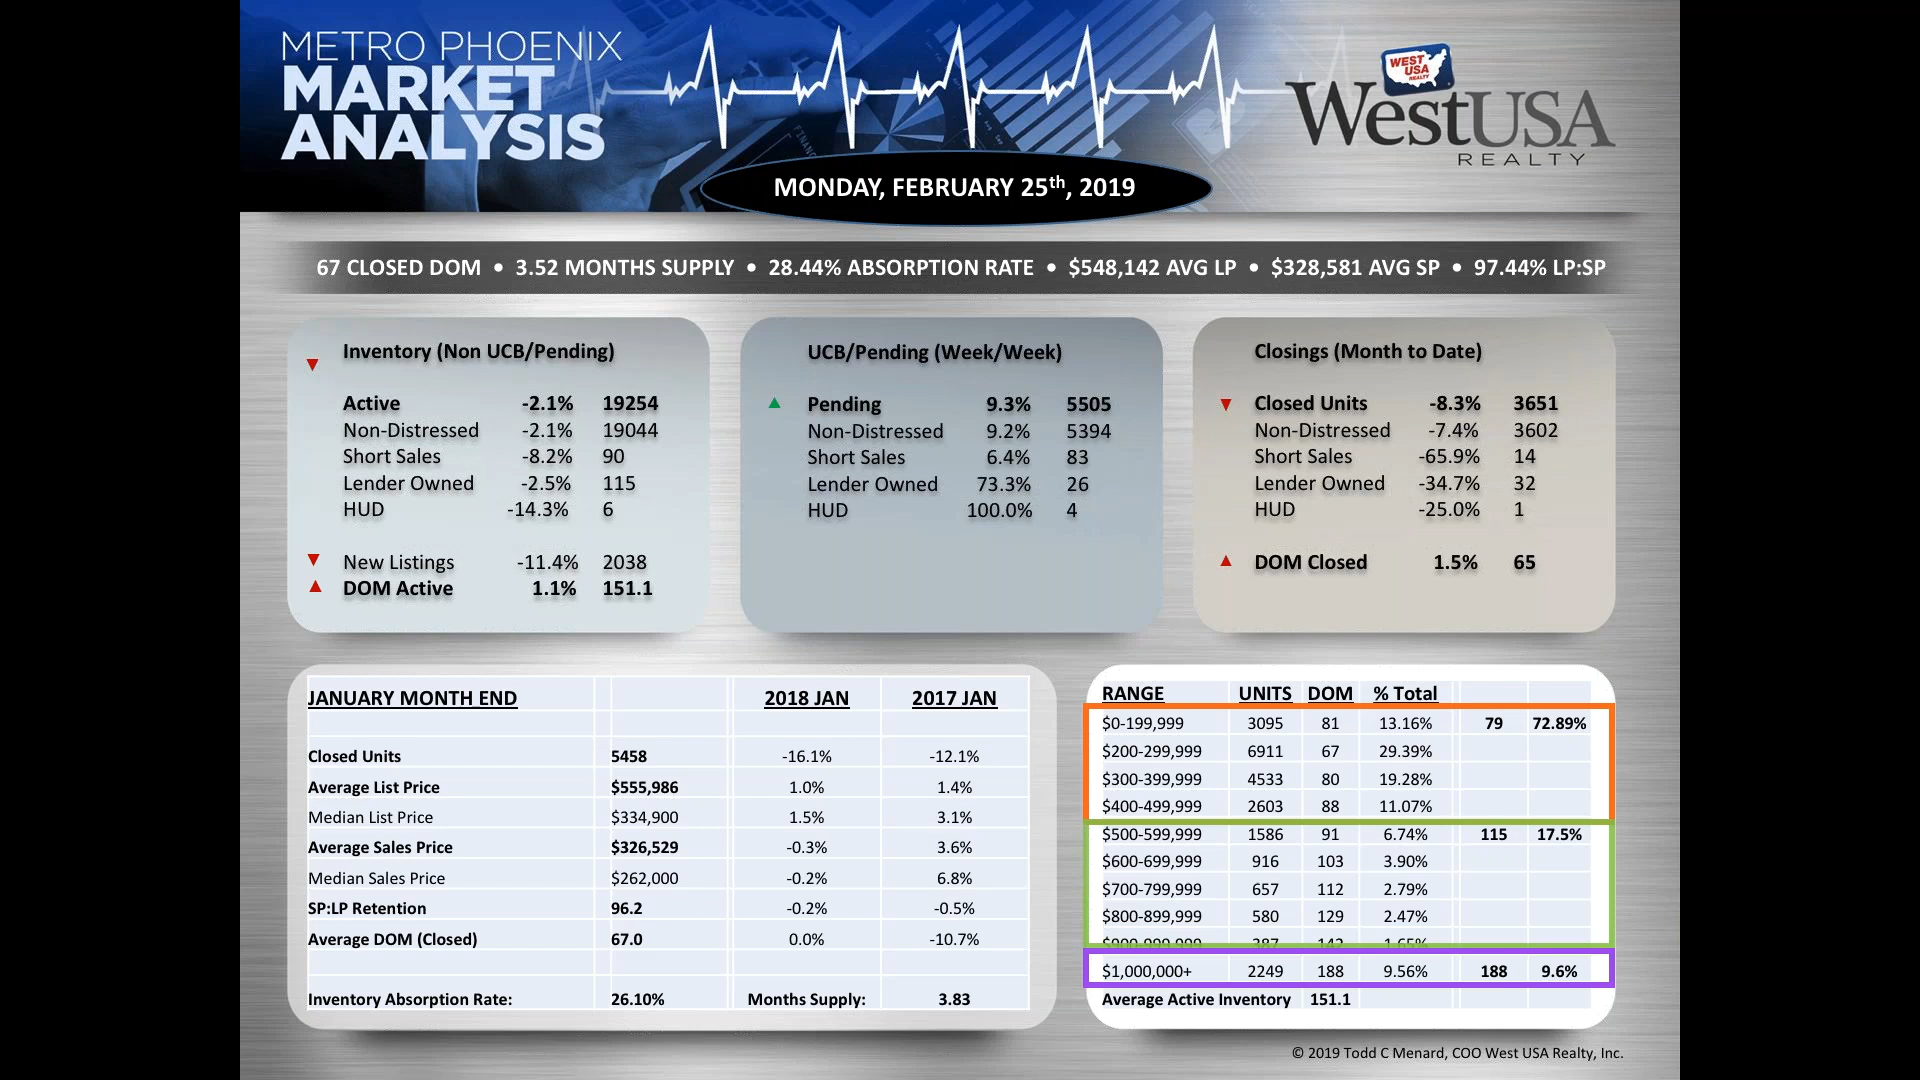 METRO PHOENIX
MARKET
ANALYSIS
WEST
USA
REALTY
WestUSA
REALTY
MONDAY, FEBRUARY 25th, 2019
67 CLOSED DOM • 3.52 MONTHS SUPPLY • 28.44% ABSORPTION RATE • $548,142 AVG LP • $328,581 AVG SP • 97.44% LP:SP
Inventory (Non UCB/Pending)
Active -2.1% 19254
Non-Distressed -2.1% 19044
Short Sales -8.2% 90
Lender Owned -2.5% 115
HUD -14.3% 6
New Listings -11.4% 2038
DOM Active 1.1% 151.1
UCB/Pending (Week/Week)
Pending 9.3% 5505
Non-Distressed 9.2% 5394
Short Sales 6.4% 83
Lender Owned 73.3% 26
HUD 100.0% 4
Closings (Month to Date)
Closed Units -8.3% 3651
Non-Distressed -7.4% 3602
Short Sales -65.9% 14
Lender Owned -34.7% 32
HUD -25.0% 1
DOM Closed 1.5% 65
JANUARY MONTH END 2018 JAN 2017 JAN
Closed Units 5458 -16.1% -12.1%
Average List Price $555,986 1.0% 1.4%
Median List Price $334,900 1.5% 3.1%
Average Sales Price $326,529 -0.3% 3.6%
Median Sales Price $262,000 -0.2% 6.8%
SP:LP Retention 96.2 -0.2% -0.5%
Average DOM (Closed) 67.0 0.0% -10.7%
Inventory Absorption Rate: 26.10% Months Supply: 3.83
RANGE UNITS DOM % Total
$0-199,999 3095 81 13.16% 79 72.89%
$200-299,999 6911 67 29.39%
$300-399,999 4533 80 19.28%
$400-499,999 2603 88 11.07%
$500-599,999 1586 91 6.74% 115 17.5%
$600-699,999 916 103 3.90%
$700-799,999 657 112 2.79%
$800-899,999 580 129 2.47%
$1,000,000+ 2249 188 9.56% 188 9.6%
Average Active Inventory 151.1
© 2019 Todd C Menard, COO West USA Realty, Inc.